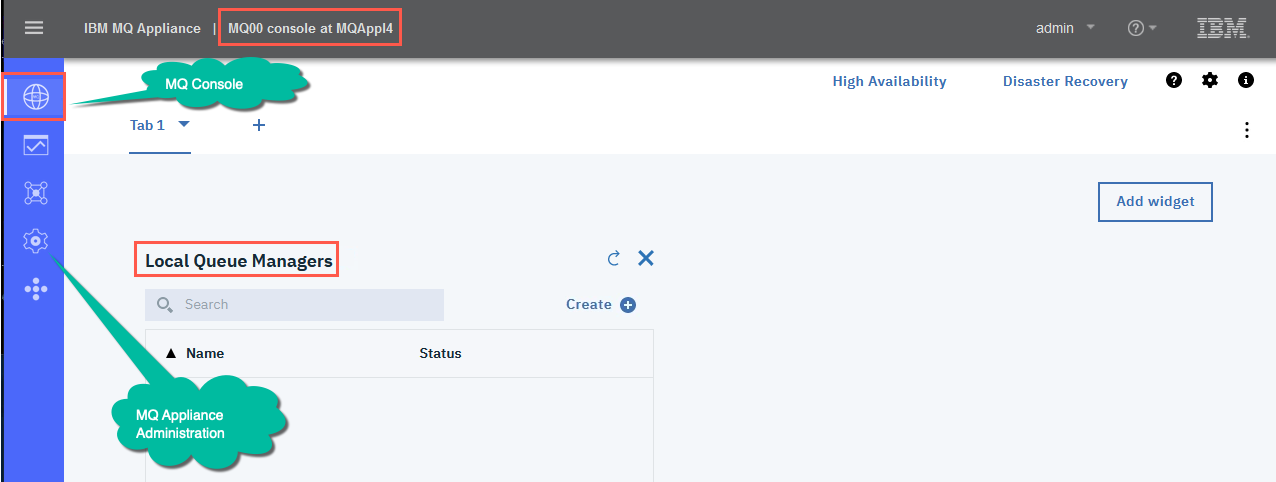 IBM MQ Appliance | MQ00 console at MQAppl4
admin
IBM.
MQ Console
High Availability
Disaster Recovery
Tab 1
Add widget
Local Queue Managers
Search
Create
Name
Status
MQ Appliance
Administration